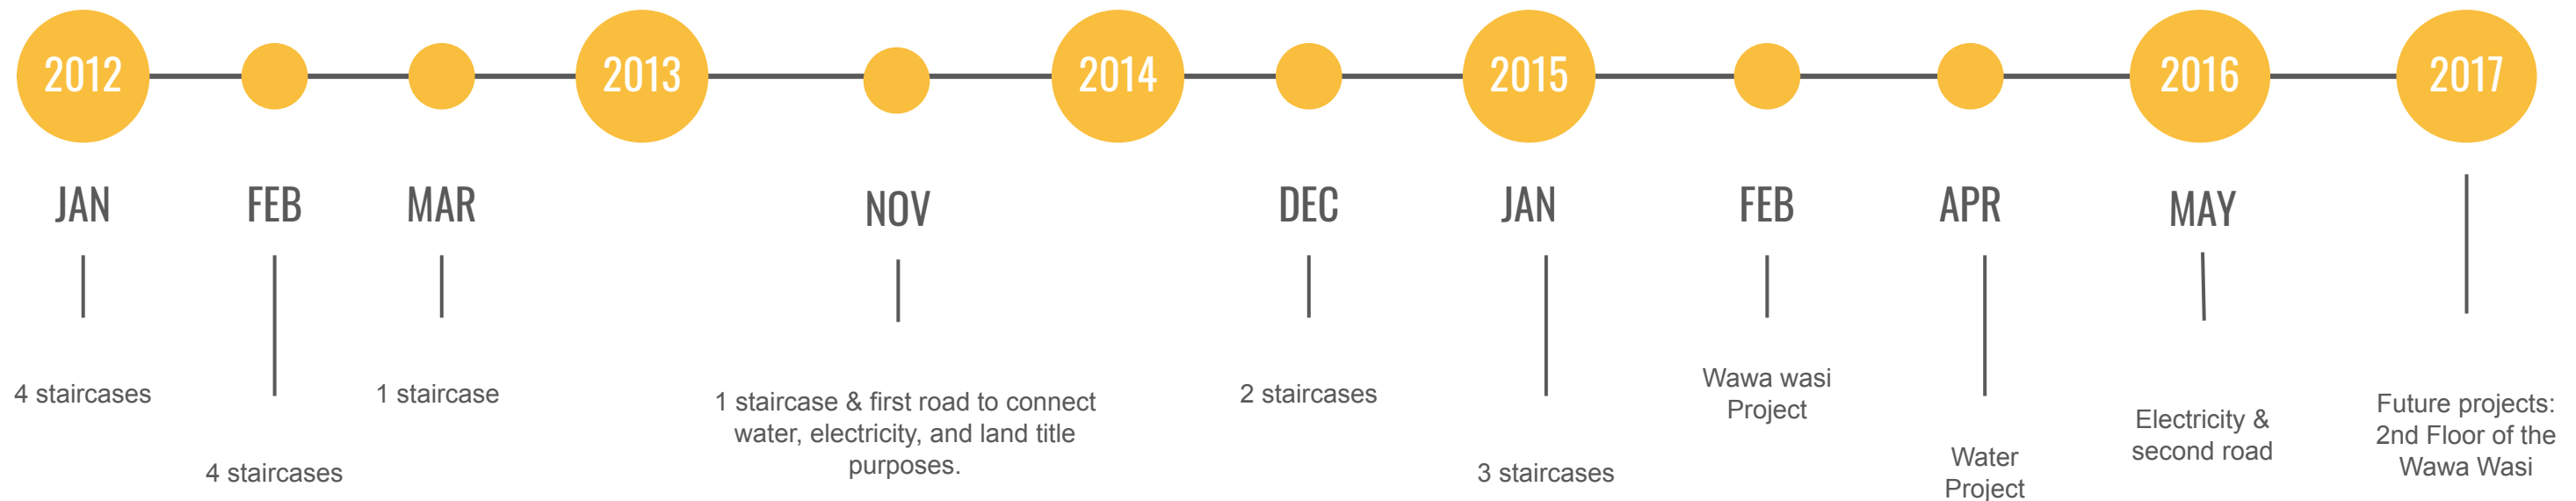 2012
2013
2014
2015
2016
2017
JAN
FEB
MAR
NOV
DEC
JAN
FEB
APR
MAY
4 staircases
4 staircases
1 staircase
1 staircase & first road to connect
water, electricity, and land title
purposes.
2 staircases
3 staircases
Wawa wasi
Project
Water
Project
Electricity &
second road
Future projects:
2nd Floor of the
Wawa Wasi